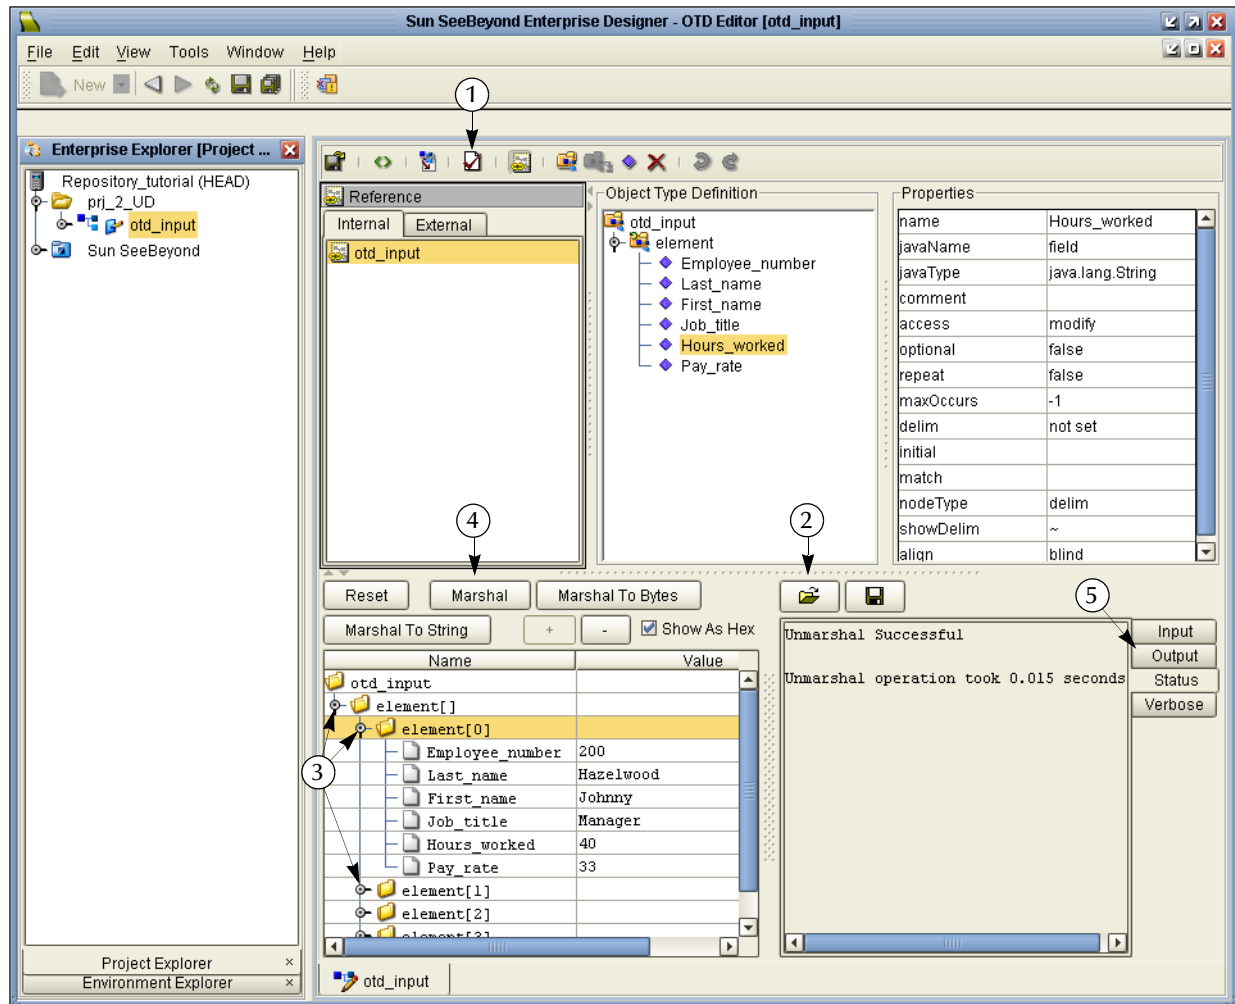 Sun SeeBeyond Enterprise Designer - OTD Editor [otd_input]
File Edit View Tools Window Help
New
1
Enterprise Explorer [Project ...
Repository_tutorial (HEAD)
prj_2_UD
otd_input
Sun SeeBeyond
Project Explorer ×
Environment Explorer ×
Reference
Internal External
otd_input
Object Type Definition
otd_input
element
Employee_number
Last_name
First_name
Job_title
Hours_worked
Pay_rate
Properties
name Hours_worked
javaName field
javaType java.lang.String
comment
access modify
optional false
repeat false
maxOccurs -1
delim not set
initial
match
nodeType delim
showDelim ~
align blind
4
2
Reset Marshal Marshal To Bytes
Marshal To String + - Show As Hex
Name Value
otd_input
element[]
element[0]
Employee_number 200
Last_name Hazelwood
First_name Johnny
Job_title Manager
Hours_worked 40
Pay_rate 33
element[1]
element[2]
element[3]
3
Unmarshal Successful
Unmarshal operation took 0.015 seconds
5
Input
Output
Status
Verbose
otd_input